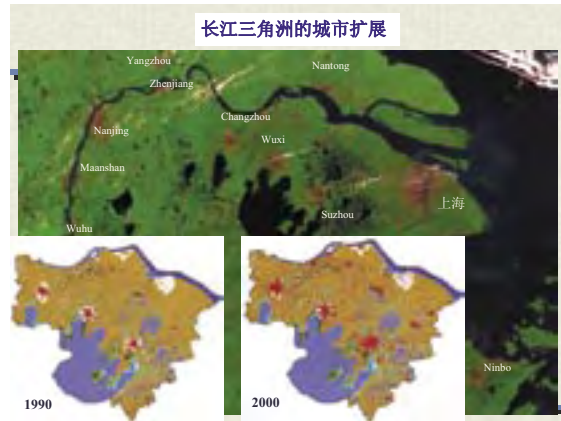 长江三角洲的城市扩展
Yangzhou
Nantong
Zhenjiang
Changzhou
Nanjing
Wuxi
Maanshan
上海
Suzhou
Wuhu
Ninbo
1990
2000